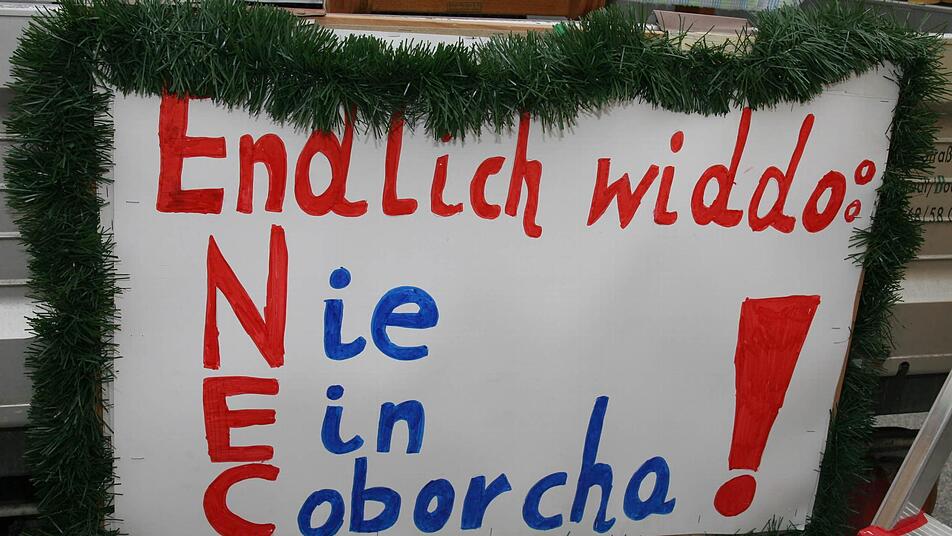 Endlich widdo:
Nie
ein
Coborcha!